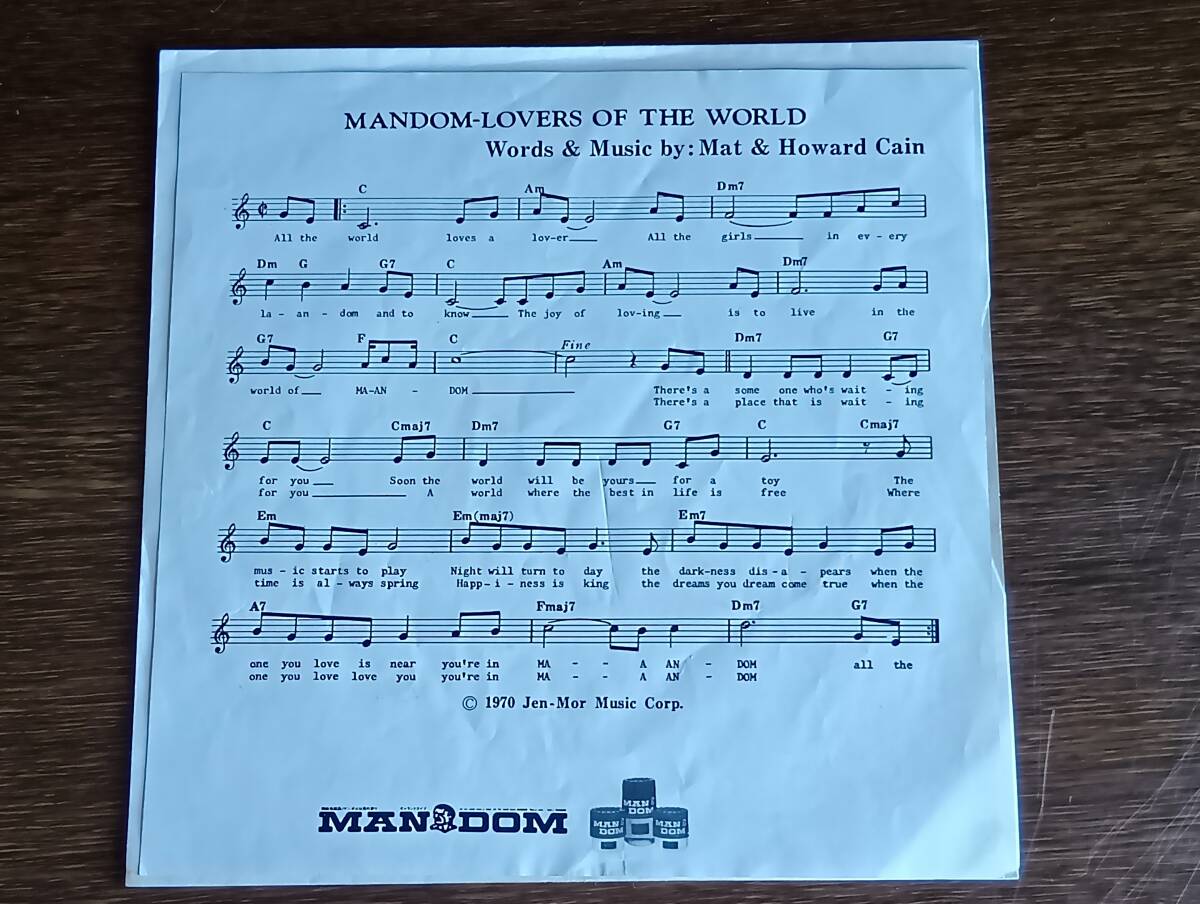 MANDOM-LOVERS OF THE WORLD
Words & Music by: Mat & Howard Cain
C Am Dm7
All the world loves a lov-er All the girls in ev - ery
Dm G G7 C Am Dm7
la - an - dom and to know The joy of lov-ing is to live in the
G7 F C Fine Dm7 G7
world of MA-AN - DOM There's a some one who's wait - ing
There's a place that is wait - ing
C Cmaj7 Dm7 G7 C Cmaj7
for you Soon the world will be yours for a toy The
for you A world where the best in life is free Where
Em Em(maj7) Em7
mus - ic starts to play Night will turn to day the dark-ness dis - a - pears when the
time is al - ways spring Happ - i - ness is king the dreams you dream come true when the
A7 Fmaj7 Dm7 G7
one you love is near you're in MA - - A AN - DOM all the
one you love love you you're in MA - - A AN - DOM
© 1970 Jen-Mor Music Corp.
MANDOM
MAN DOM
MAN DOM
MAN DOM